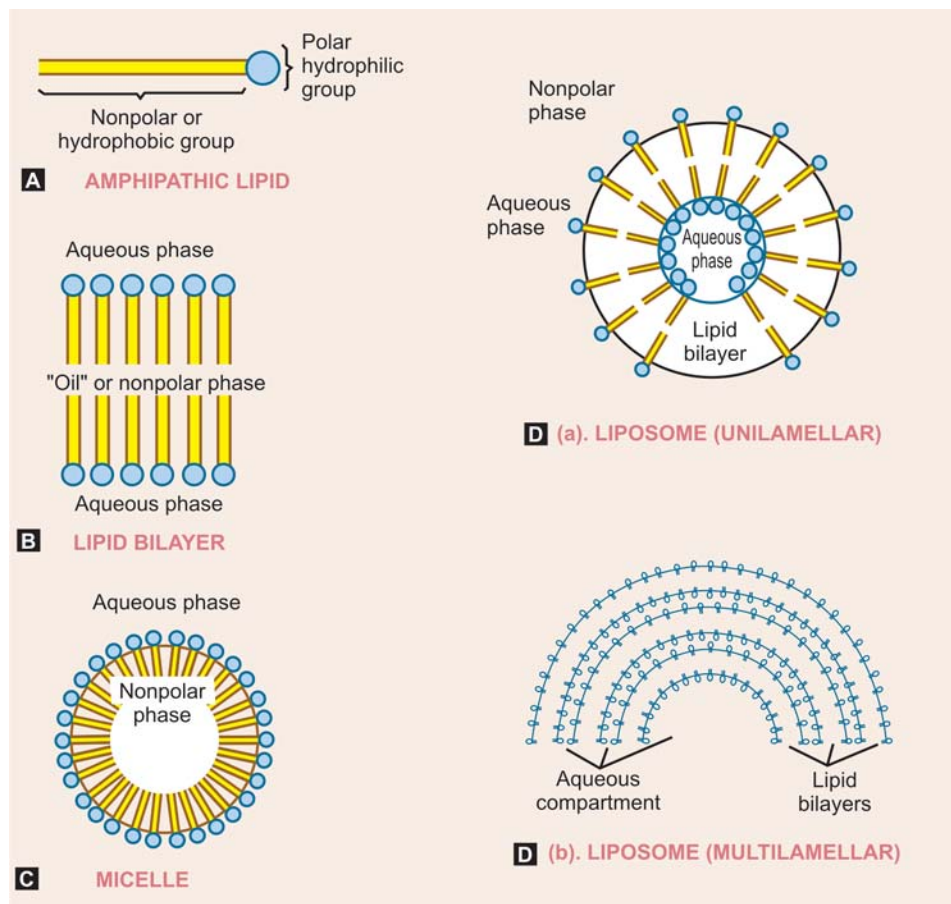 Polar
hydrophilic
group
Nonpolar or
hydrophobic group
A AMPHIPATHIC LIPID
Aqueous phase
"Oil" or nonpolar phase
Aqueous phase
B LIPID BILAYER
Aqueous phase
Nonpolar
phase
C MICELLE
Nonpolar
phase
Aqueous
phase
Aqueous
phase
Lipid
bilayer
D (a). LIPOSOME (UNILAMELLAR)
Aqueous
compartment
Lipid
bilayers
D (b). LIPOSOME (MULTILAMELLAR)